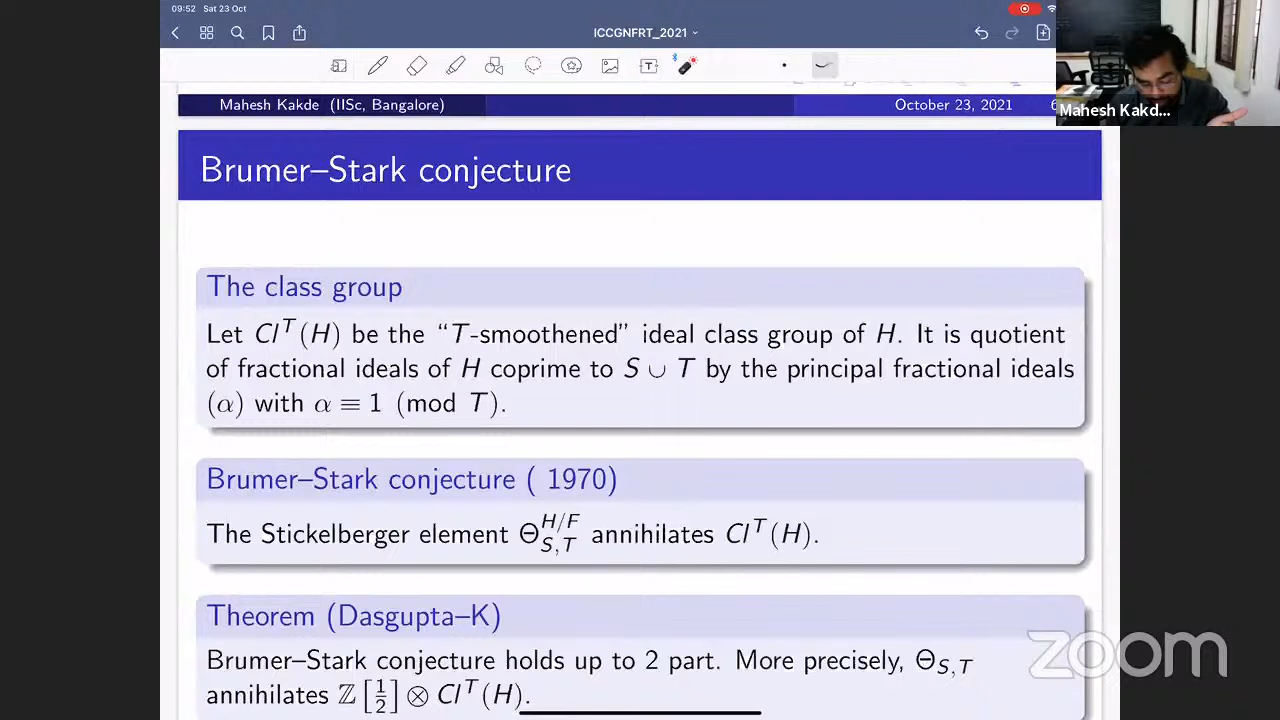 09:52 Sat 23 Oct
ICCGNFRT_2021
Mahesh Kakde (IISc, Bangalore)
October 23, 2021
Mahesh Kakd...
Brumer–Stark conjecture
The class group
Let Cl^T(H) be the “T-smoothened” ideal class group of H. It is quotient
of fractional ideals of H coprime to S ∪ T by the principal fractional ideals
(α) with α ≡ 1 (mod T).
Brumer–Stark conjecture ( 1970)
The Stickelberger element Θ_{S,T}^{H/F} annihilates Cl^T(H).
Theorem (Dasgupta–K)
Brumer–Stark conjecture holds up to 2 part. More precisely, Θ_{S,T}
annihilates ℤ[1/2] ⊗ Cl^T(H).
zoom